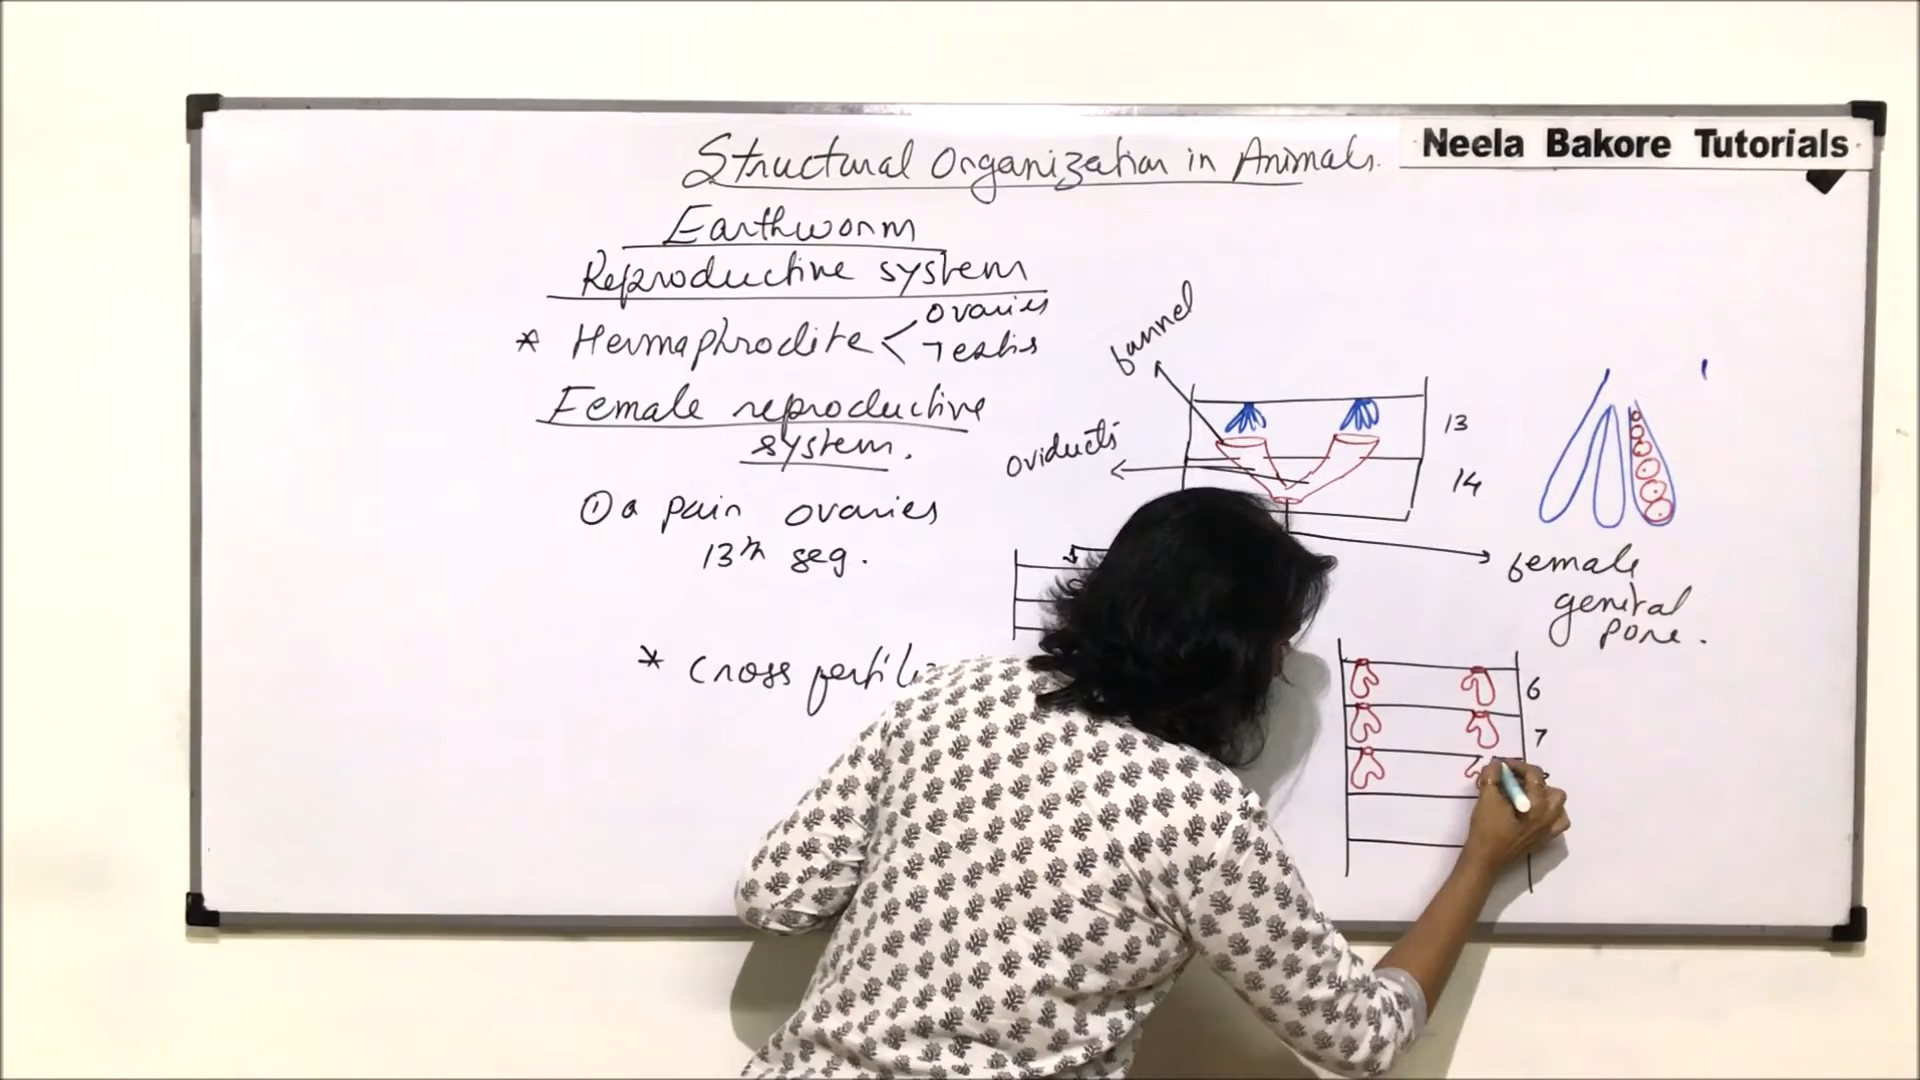 Structural Organization in Animals.
Neela Bakore Tutorials
Earthworm
Reproductive system
* Hermaphrodite < ovaries
Testis
Female reproductive
system.
① a pair ovaries
13th seg.
* Cross fertiliz
funnel
oviducts
13
14
female
genital
pore.
6
7